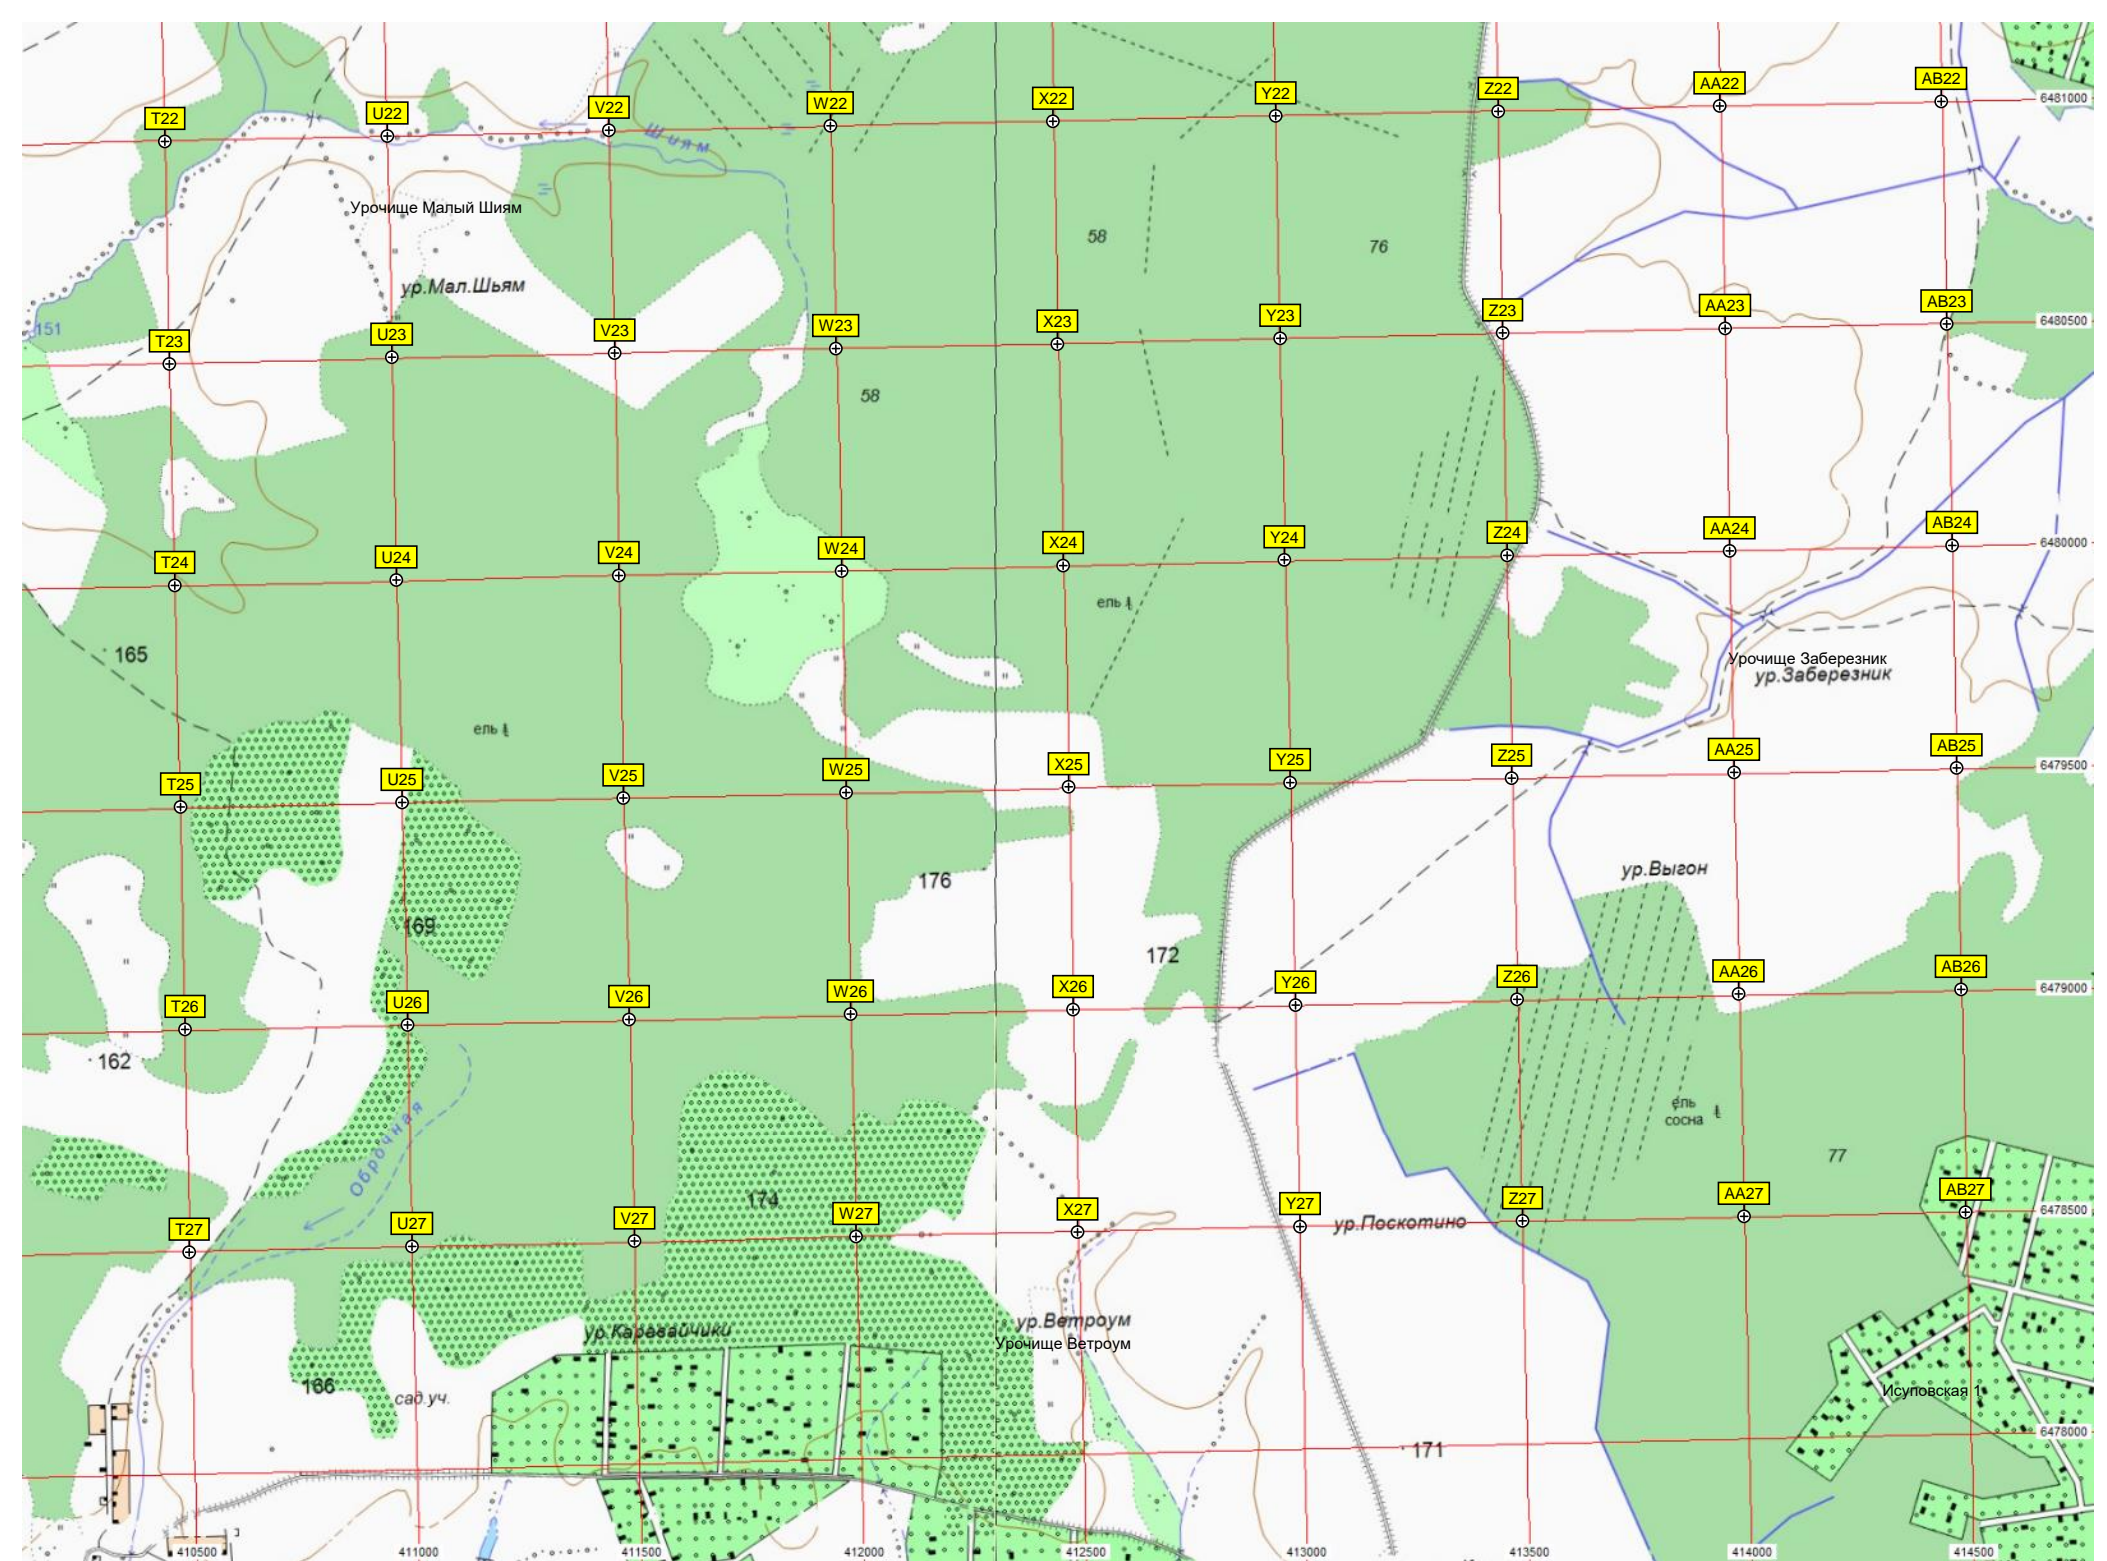 AB22
AA22
Z22
Y22
X22
W22
V22
U22
T22
6481000
Шиям
Урочище Малый Шиям
58
76
ур.Мал.Шьям
151
AB23
AA23
Z23
Y23
X23
W23
V23
U23
T23
6480500
58
AB24
AA24
Z24
Y24
X24
W24
V24
U24
T24
6480000
ель
165
Урочище Заберезник
ур.Заберезник
ель
AB25
AA25
Z25
Y25
X25
W25
V25
U25
T25
6479500
ур.Выгон
176
169
172
AB26
AA26
Z26
Y26
X26
W26
V26
U26
T26
6479000
162
Оброчная
ель
сосна
77
174
AB27
AA27
Z27
Y27
X27
W27
V27
U27
T27
6478500
ур.Поскотино
ур.Ветроум
Урочище Ветроум
ур.Каравайчики
166
сад.уч.
Исуповская 1
6478000
171
410500
411000
411500
412000
412500
413000
413500
414000
414500